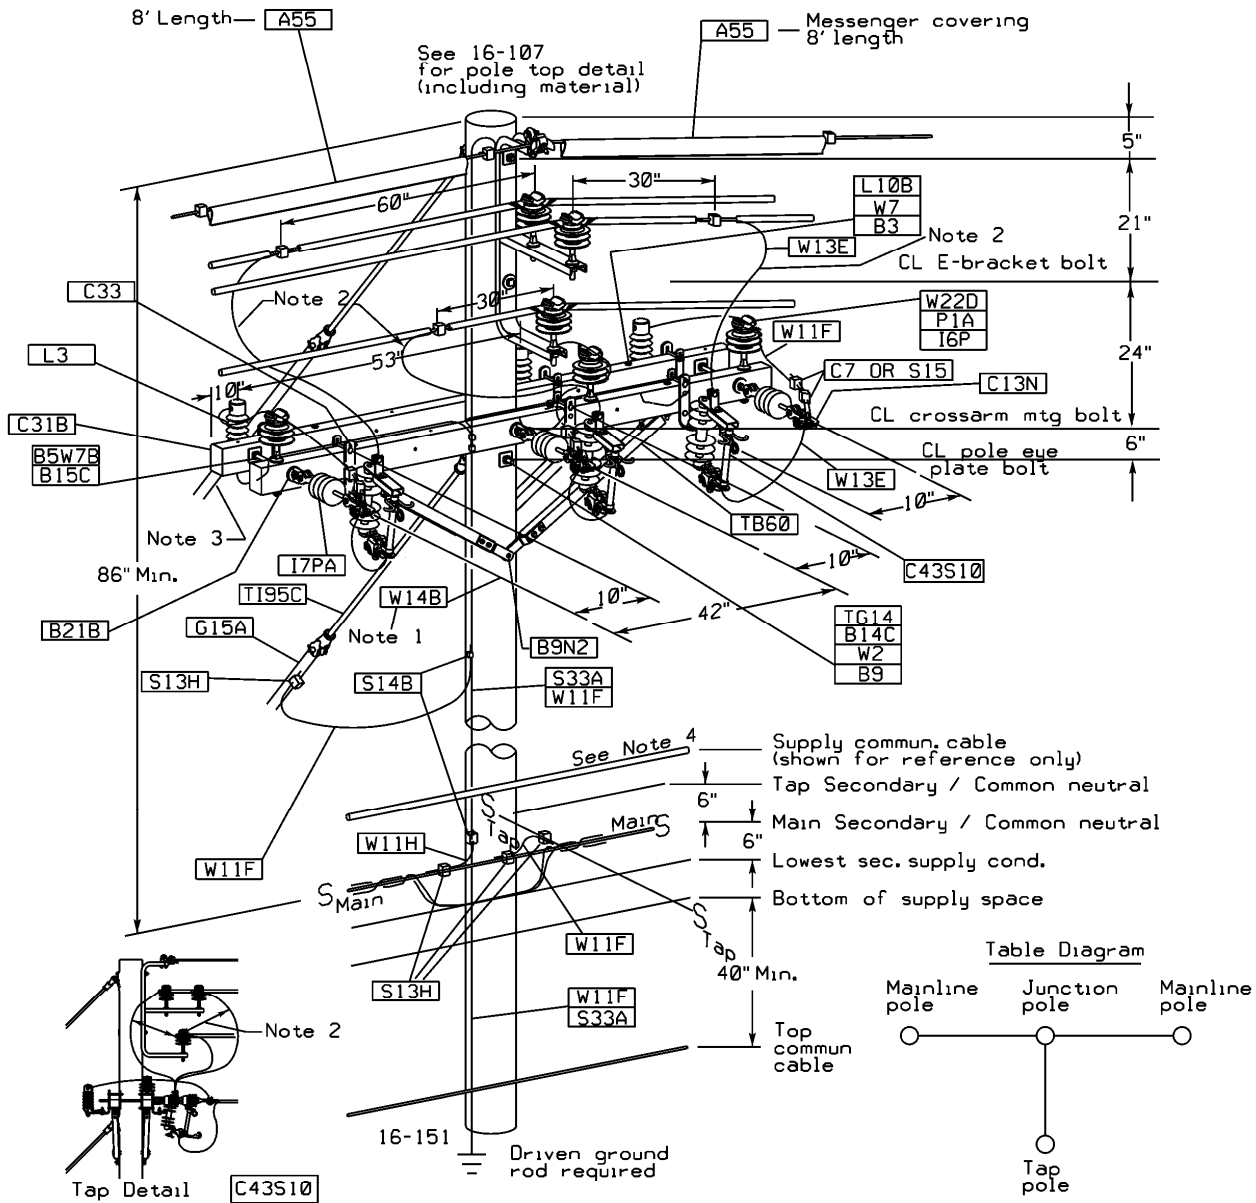 8' Length
A55
See 16-107
for pole top detail
(including material)
A55
Messenger covering
8' length
5"
60"
30"
L10B
W7
B3
21"
W13E
Note 2
CL E-bracket bolt
C33
Note 2
30"
W22D
P1A
I6P
W11F
24"
L3
53"
10"
C7 OR S15
C13N
C31B
CL crossarm mtg bolt
B5W7B
B15C
6"
CL pole eye
plate bolt
W13E
10"
Note 3
TB60
86" Min.
I7PA
10"
C43S10
TI95C
W14B
10"
42"
B21B
G15A
Note 1
TG14
B14C
W2
B9
B9N2
S13H
S14B
S33A
W11F
See Note 4
Supply commun. cable
(shown for reference only)
Tap Secondary / Common neutral
6"
S Tap
Main S
Main Secondary / Common neutral
6"
W11H
W11F
Lowest sec. supply cond.
S Main
Bottom of supply space
S Tap
W11F
40" Min.
S13H
W11F
S33A
Table Diagram
Mainline
pole
Junction
pole
Mainline
pole
Note 2
Top
commun
cable
16-151
Driven ground
rod required
Tap
pole
Tap Detail
C43S10